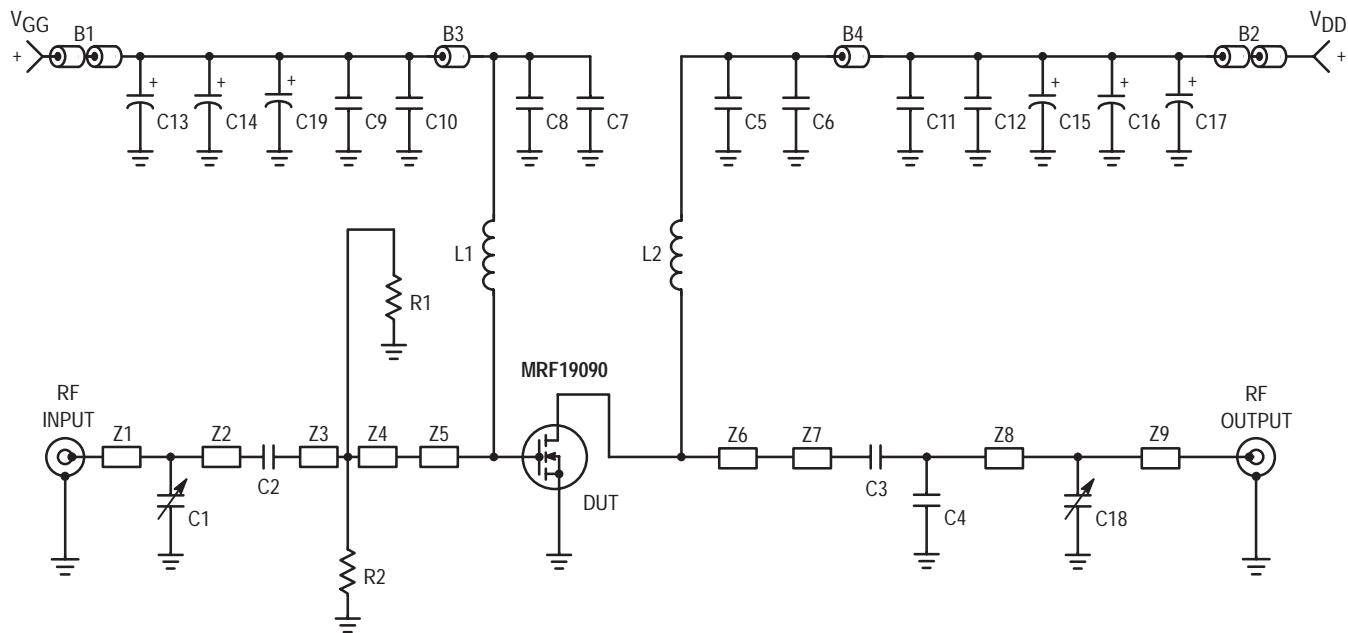 VGG
+
B1
B3
B4
B2
VDD
+
+
+
+
+
+
+
C13
C14
C19
C9
C10
C8
C7
C5
C6
C11
C12
C15
C16
C17
L1
L2
R1
MRF19090
RF
INPUT
RF
OUTPUT
Z1
Z2
Z3
Z4
Z5
Z6
Z7
Z8
Z9
C2
C3
DUT
C1
C4
C18
R2